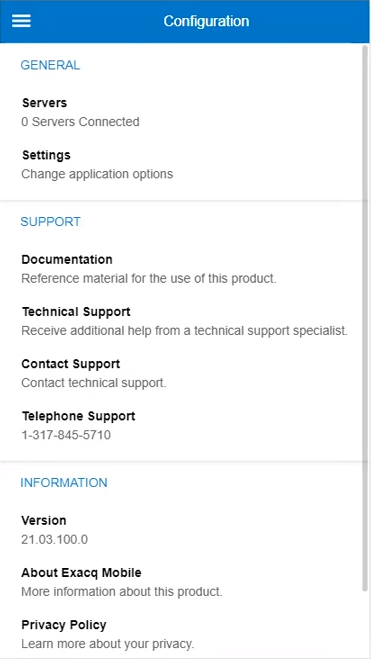 Configuration
GENERAL
Servers
0 Servers Connected
Settings
Change application options
SUPPORT
Documentation
Reference material for the use of this product.
Technical Support
Receive additional help from a technical support specialist.
Contact Support
Contact technical support.
Telephone Support
1-317-845-5710
INFORMATION
Version
21.03.100.0
About Exacq Mobile
More information about this product.
Privacy Policy
Learn more about your privacy.